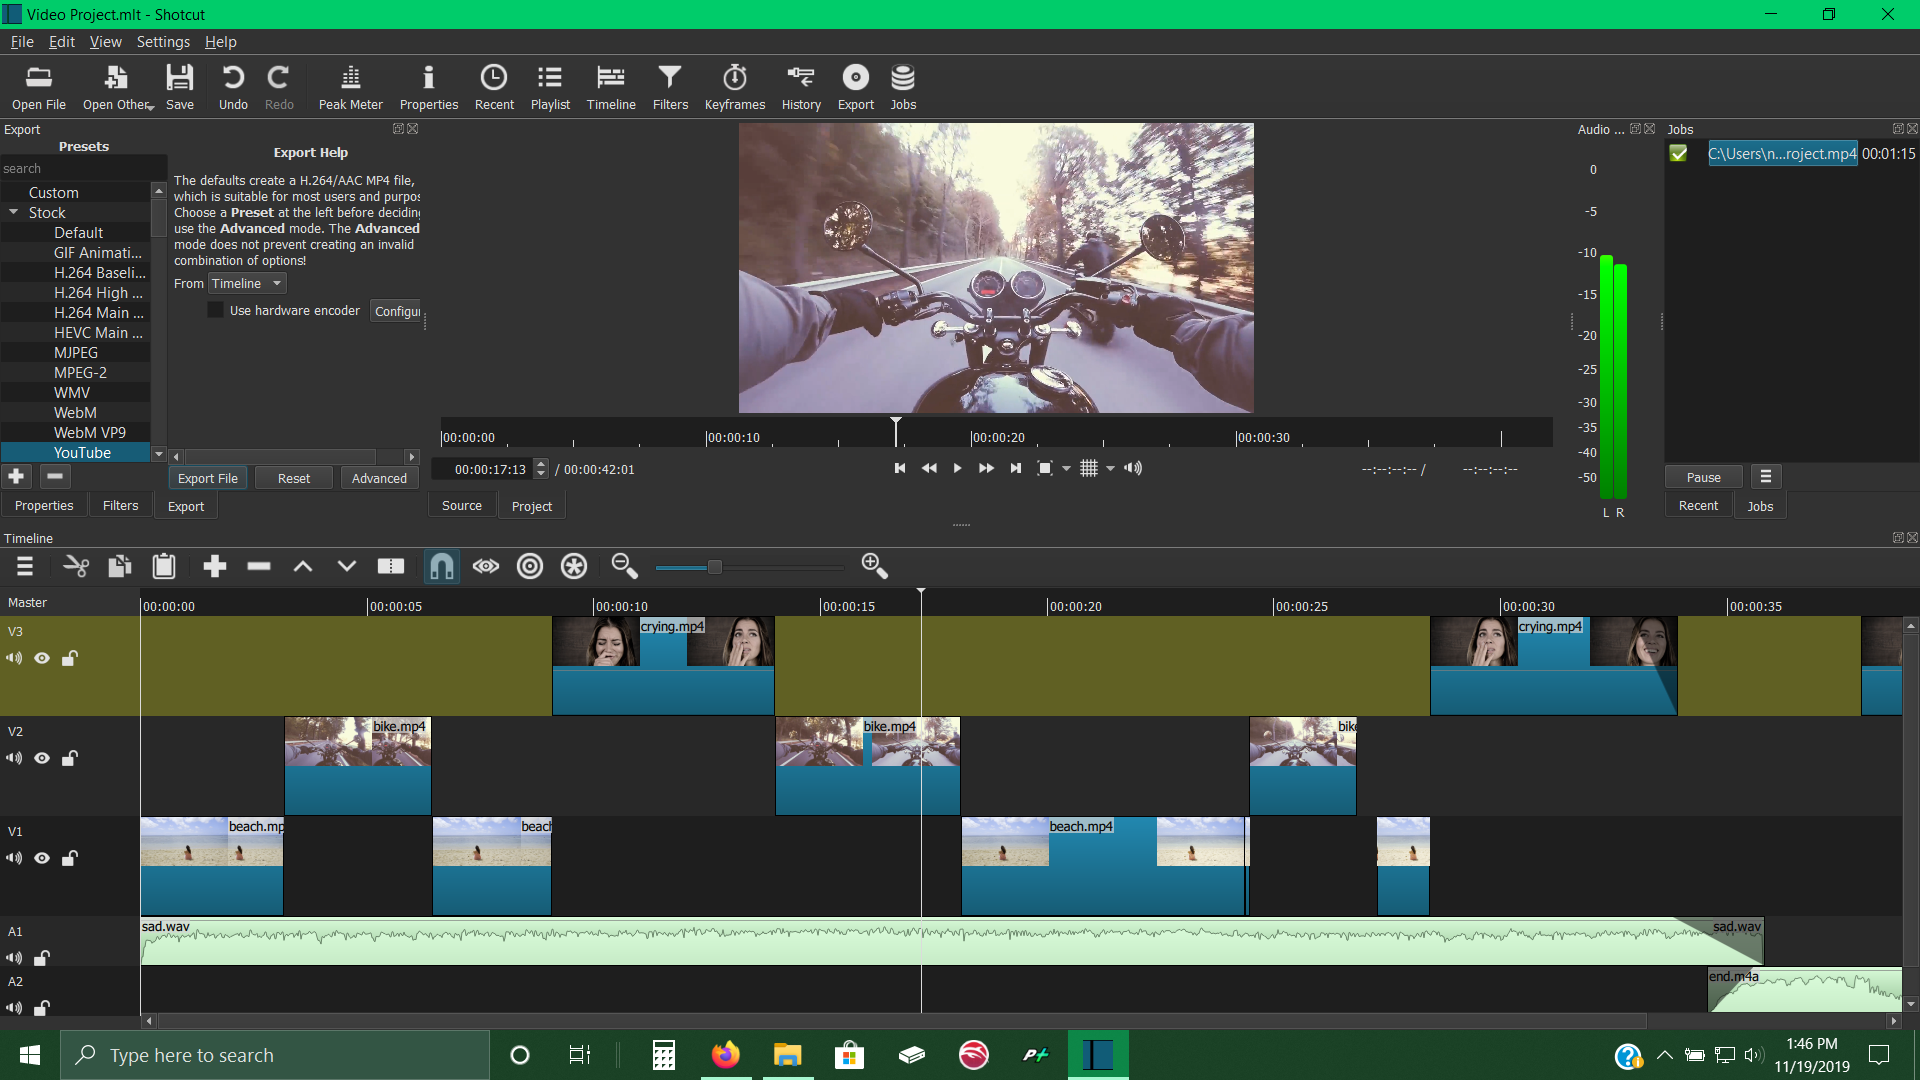 Video Project.mlt - Shotcut
File Edit View Settings Help
Open File Open Other Save Undo Redo Peak Meter Properties Recent Playlist Timeline Filters Keyframes History Export Jobs
Export
Presets
search
Custom
Stock
Default
GIF Animati...
H.264 Baseli...
H.264 High ...
H.264 Main ...
HEVC Main ...
MJPEG
MPEG-2
WMV
WebM
WebM VP9
YouTube
Export Help
The defaults create a H.264/AAC MP4 file,
which is suitable for most users and purpos
Choose a Preset at the left before deciding
use the Advanced mode. The Advanced
mode does not prevent creating an invalid
combination of options!
From Timeline
Use hardware encoder Configu
Export File Reset Advanced
Properties Filters Export
00:00:00 00:00:10 00:00:20 00:00:30
00:00:17:13 / 00:00:42:01
--:--:--:-- / --:--:--:--
Source Project
Audio ...
0
-5
-10
-15
-20
-25
-30
-35
-40
-50
L R
Jobs
C:\Users\n...roject.mp4 00:01:15
Pause
Recent Jobs
Timeline
Master
00:00:00 00:00:05 00:00:10 00:00:15 00:00:20 00:00:25 00:00:30 00:00:35
V3
crying.mp4 crying.mp4
V2
bike.mp4 bike.mp4 bike
V1
beach.mp beach beach.mp4
A1
sad.wav sad.wav
A2
end.m4a
Type here to search
P+
1:46 PM
11/19/2019